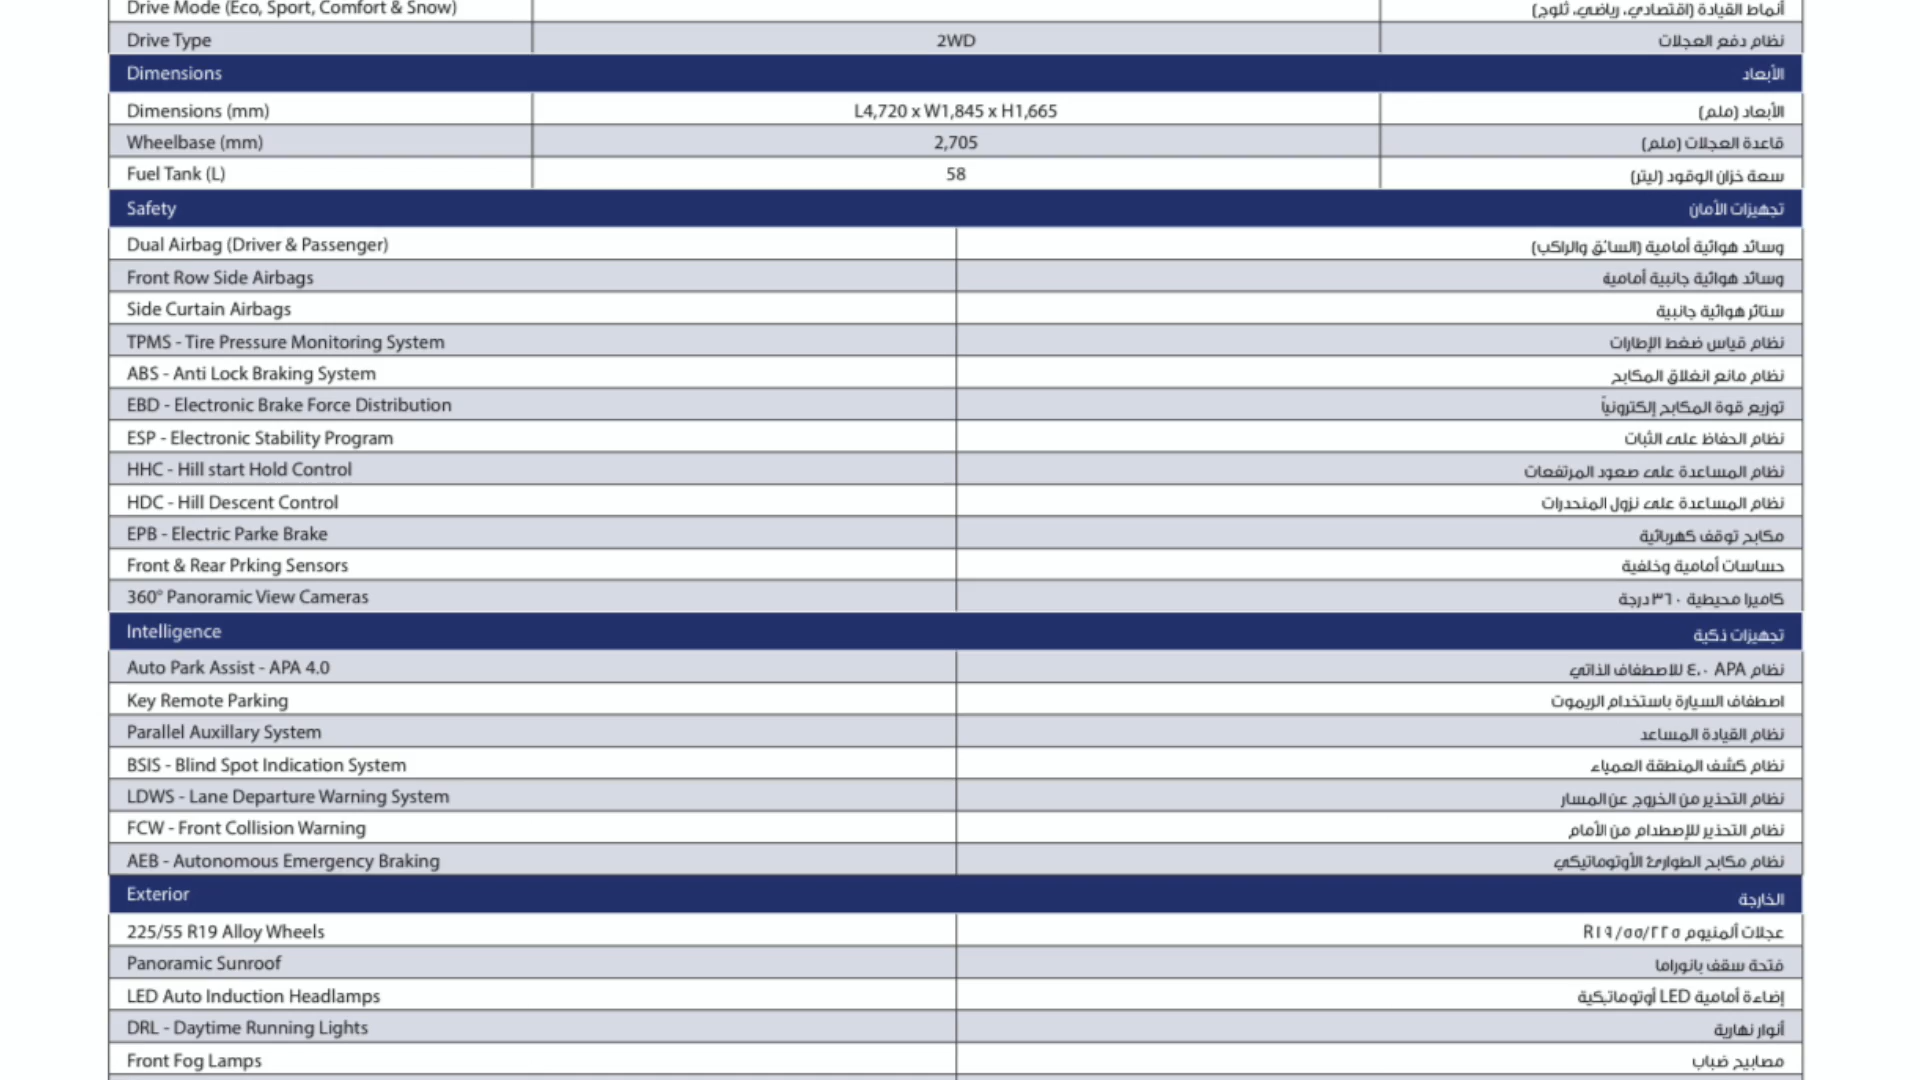 Drive Mode (Eco, Sport, Comfort & Snow) أنماط القيادة (اقتصادي، رياضي، ثلوج)
Drive Type 2WD نظام دفع العجلات
Dimensions الأبعاد
Dimensions (mm) L4,720 x W1,845 x H1,665 الأبعاد (ملم)
Wheelbase (mm) 2,705 قاعدة العجلات (ملم)
Fuel Tank (L) 58 سعة خزان الوقود (ليتر)
Safety تجهيزات الأمان
Dual Airbag (Driver & Passenger) وسائد هوائية أمامية (السائق والراكب)
Front Row Side Airbags وسائد هوائية جانبية أمامية
Side Curtain Airbags ستائر هوائية جانبية
TPMS - Tire Pressure Monitoring System نظام قياس ضغط الإطارات
ABS - Anti Lock Braking System نظام مانع انغلاق المكابح
EBD - Electronic Brake Force Distribution توزيع قوة المكابح إلكترونياً
ESP - Electronic Stability Program نظام الحفاظ على الثبات
HHC - Hill start Hold Control نظام المساعدة على صعود المرتفعات
HDC - Hill Descent Control نظام المساعدة على نزول المنحدرات
EPB - Electric Parke Brake مكابح توقف كهربائية
Front & Rear Prking Sensors حساسات أمامية وخلفية
360° Panoramic View Cameras كاميرا محيطية ٣٦٠ درجة
Intelligence تجهيزات ذكية
Auto Park Assist - APA 4.0 نظام APA ٤.٠ للاصطفاف الذاتي
Key Remote Parking اصطفاف السيارة باستخدام الريموت
Parallel Auxillary System نظام القيادة المساعد
BSIS - Blind Spot Indication System نظام كشف المنطقة العمياء
LDWS - Lane Departure Warning System نظام التحذير من الخروج عن المسار
FCW - Front Collision Warning نظام التحذير للإصطدام من الأمام
AEB - Autonomous Emergency Braking نظام مكابح الطوارئ الأوتوماتيكي
Exterior الخارجة
225/55 R19 Alloy Wheels عجلات ألمنيوم ٢٢٥/٥٥/R١٩
Panoramic Sunroof فتحة سقف بانوراما
LED Auto Induction Headlamps إضاءة أمامية LED أوتوماتيكية
DRL - Daytime Running Lights أنوار نهارية
Front Fog Lamps مصابيح ضباب